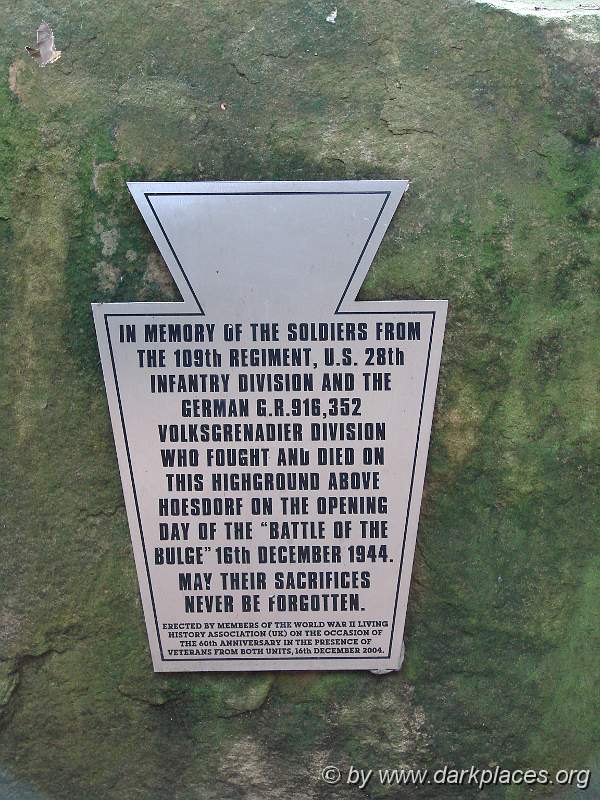 IN MEMORY OF THE SOLDIERS FROM
THE 109th REGIMENT, U.S. 28th
INFANTRY DIVISION AND THE
GERMAN G.R.916,352
VOLKSGRENADIER DIVISION
WHO FOUGHT AND DIED ON
THIS HIGHGROUND ABOVE
HOESDORF ON THE OPENING
DAY OF THE "BATTLE OF THE
BULGE" 16th DECEMBER 1944.
MAY THEIR SACRIFICES
NEVER BE FORGOTTEN.
ERECTED BY MEMBERS OF THE WORLD WAR II LIVING
HISTORY ASSOCIATION (UK) ON THE OCCASION OF
THE 60th ANNIVERSARY IN THE PRESENCE OF
VETERANS FROM BOTH UNITS, 16th DECEMBER 2004.
© by www.darkplaces.org